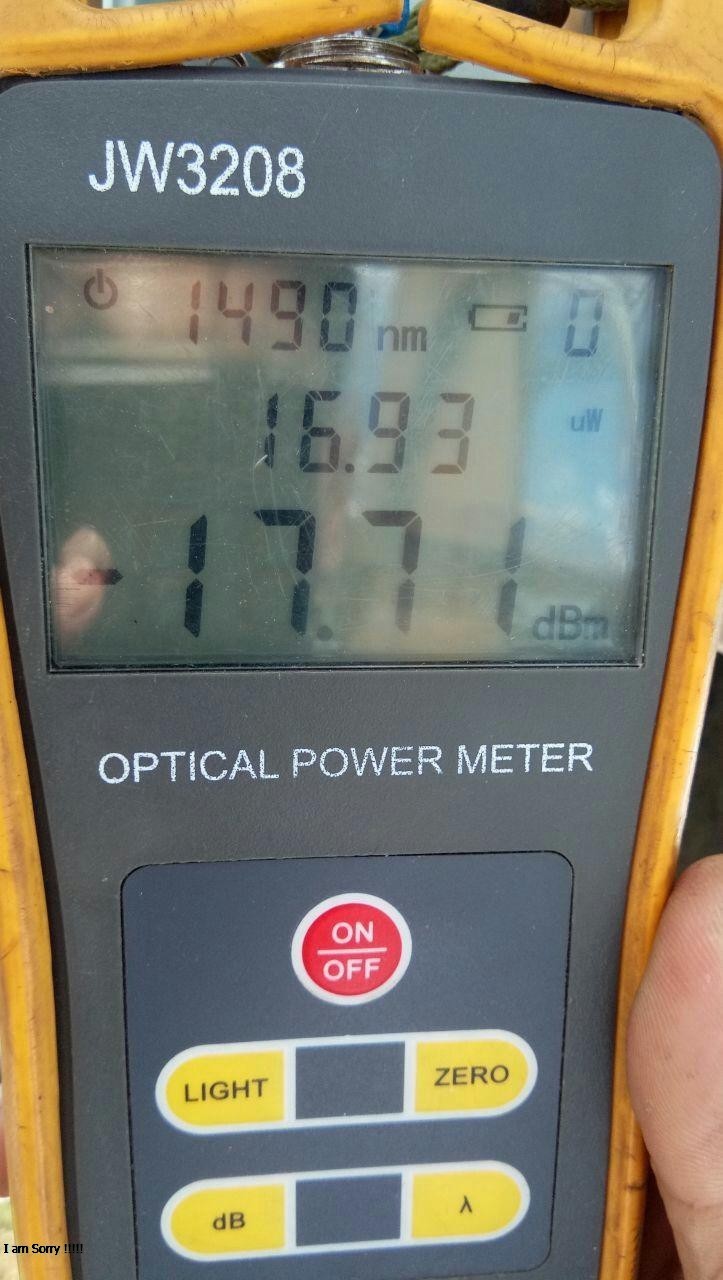 JW3208
1490 nm 0
16.93 uW
-17.71 dBm
OPTICAL POWER METER
ON
OFF
LIGHT ZERO
dB λ
I am Sorry !!!!!